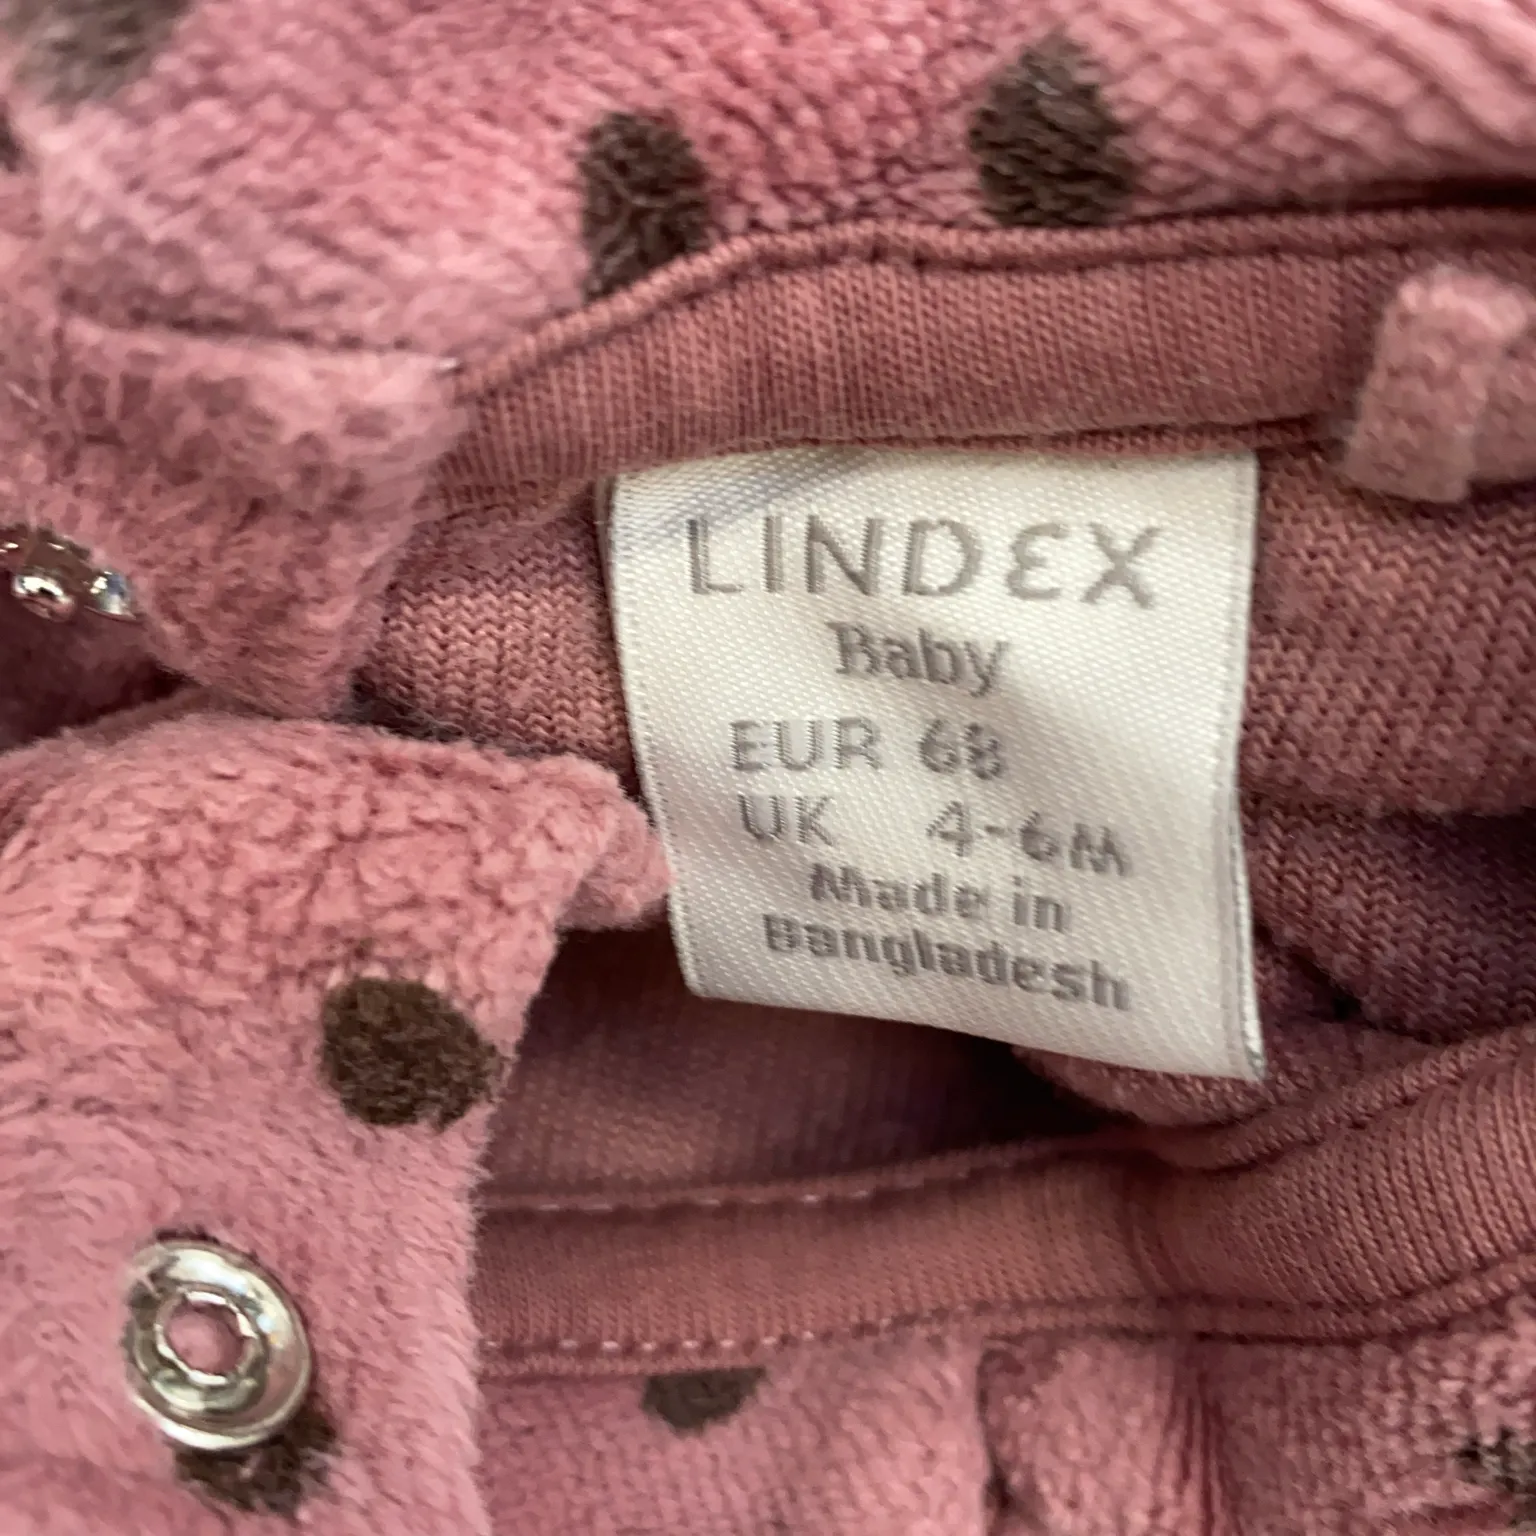 LINDEX
Baby
EUR 68
UK 4-6M
Made in
Bangladesh